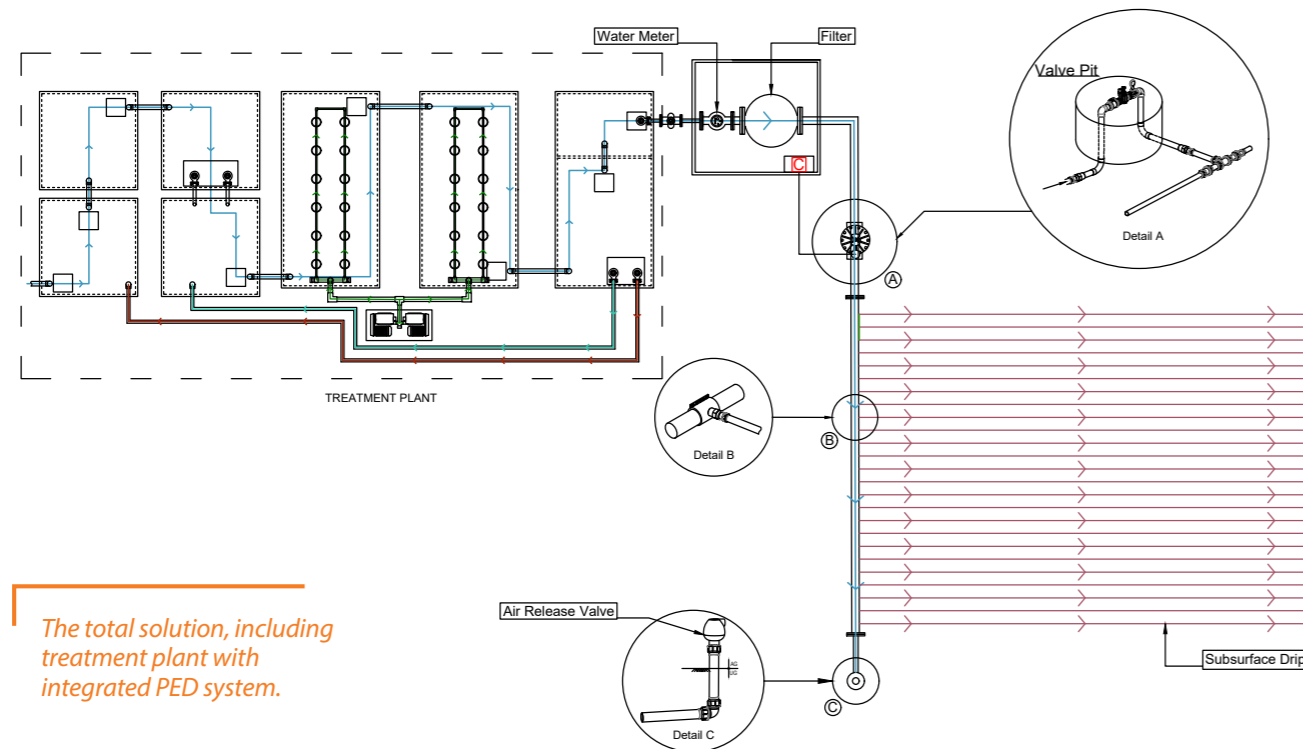 Water Meter
Filter
Valve Pit
Detail A
C
A
TREATMENT PLANT
B
Detail B
The total solution, including
treatment plant with
integrated PED system.
Air Release Valve
AG
UG
Detail C
C
Subsurface Drip